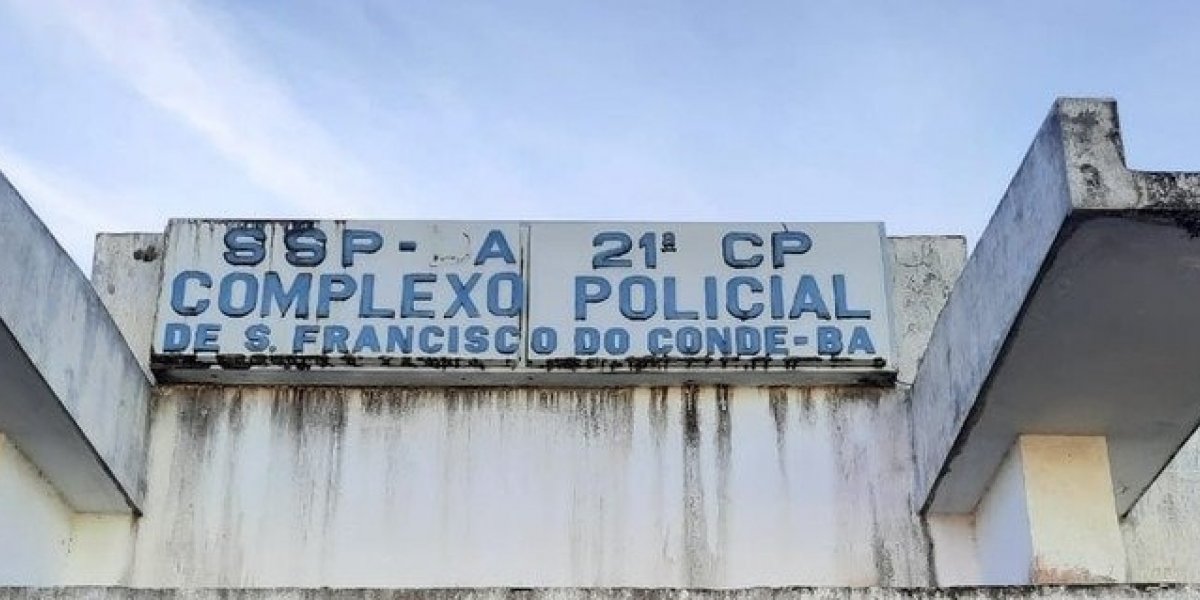 SSP- A 21ª CP
COMPLEXO POLICIAL
DE S. FRANCISCO DO CONDE-BA